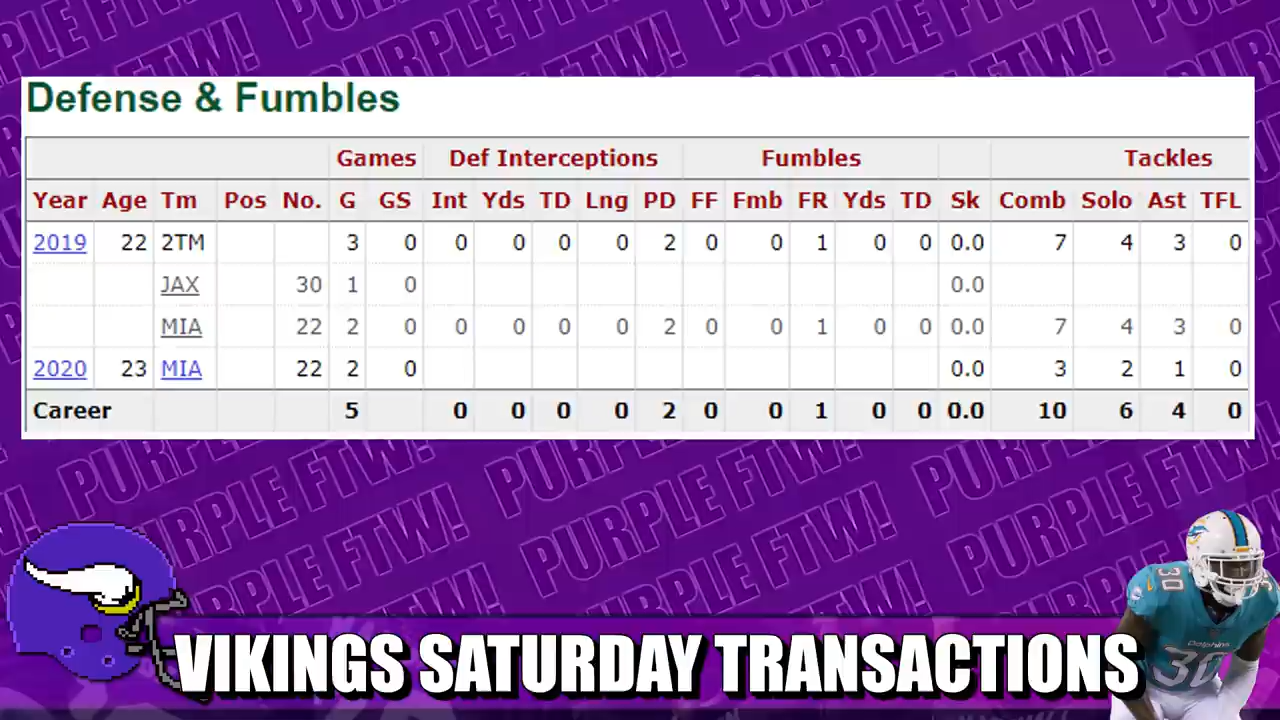 PURPLE FTW!
Defense & Fumbles
Games Def Interceptions Fumbles Tackles
Year Age Tm Pos No. G GS Int Yds TD Lng PD FF Fmb FR Yds TD Sk Comb Solo Ast TFL
2019 22 2TM 3 0 0 0 0 0 2 0 0 1 0 0 0.0 7 4 3 0
JAX 30 1 0 0.0
MIA 22 2 0 0 0 0 0 2 0 0 1 0 0 0.0 7 4 3 0
2020 23 MIA 22 2 0 0.0 3 2 1 0
Career 5 0 0 0 0 2 0 0 1 0 0 0.0 10 6 4 0
PURPLE FTW!
30
Dolphins
30
VIKINGS SATURDAY TRANSACTIONS